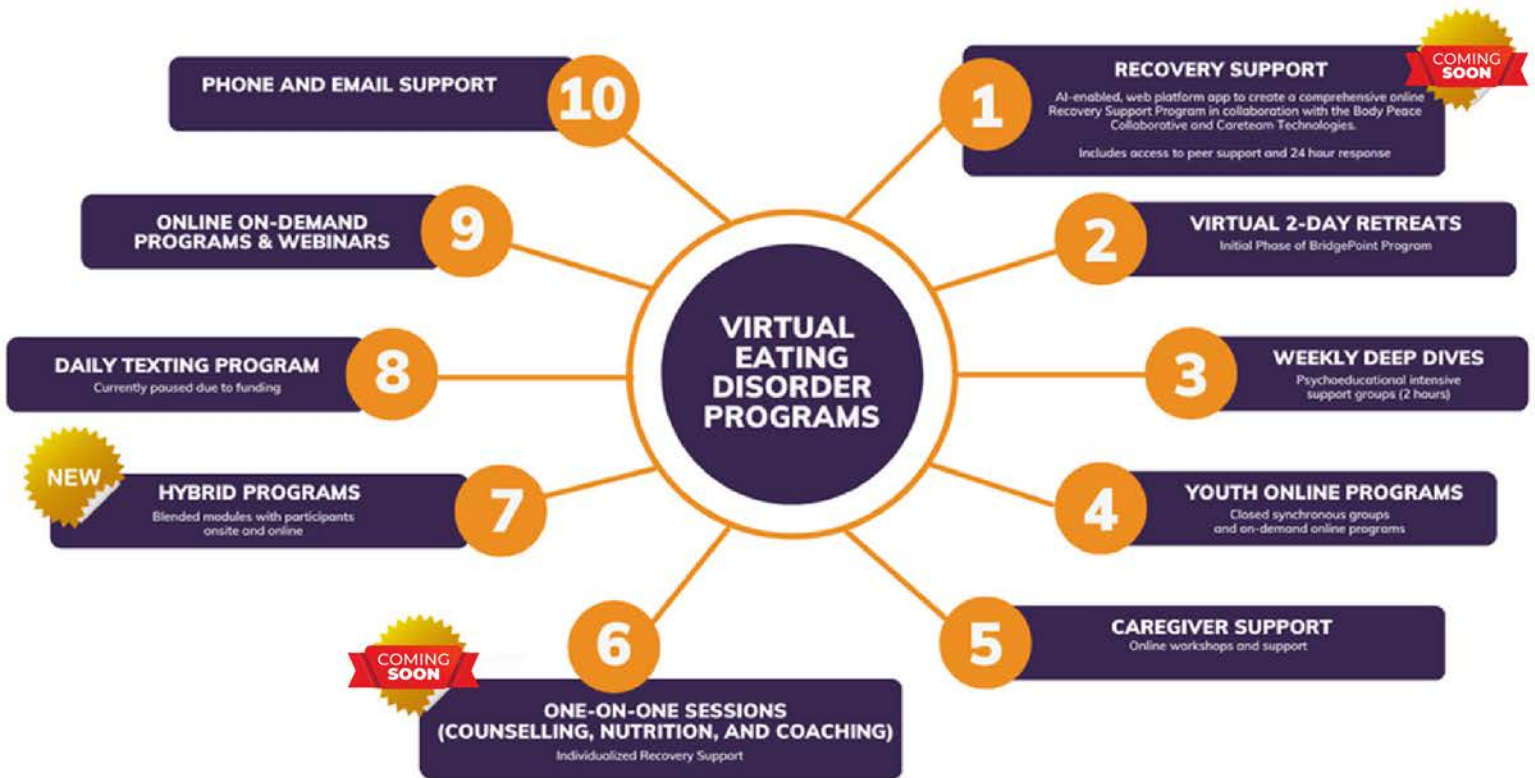 VIRTUAL
EATING
DISORDER
PROGRAMS
1
RECOVERY SUPPORT
AI-enabled, web platform app to create a comprehensive online
Recovery Support Program in collaboration with the Body Peace
Collaborative and Careteam Technologies.
Includes access to peer support and 24 hour response
COMING
SOON
2
VIRTUAL 2-DAY RETREATS
Initial Phase of BridgePoint Program
3
WEEKLY DEEP DIVES
Psychoeducational intensive
support groups (2 hours)
4
YOUTH ONLINE PROGRAMS
Closed synchronous groups
and on-demand online programs
5
CAREGIVER SUPPORT
Online workshops and support
6
COMING
SOON
ONE-ON-ONE SESSIONS
(COUNSELLING, NUTRITION, AND COACHING)
Individualized Recovery Support
7
NEW
HYBRID PROGRAMS
Blended modules with participants
onsite and online
8
DAILY TEXTING PROGRAM
Currently paused due to funding
9
ONLINE ON-DEMAND
PROGRAMS & WEBINARS
10
PHONE AND EMAIL SUPPORT